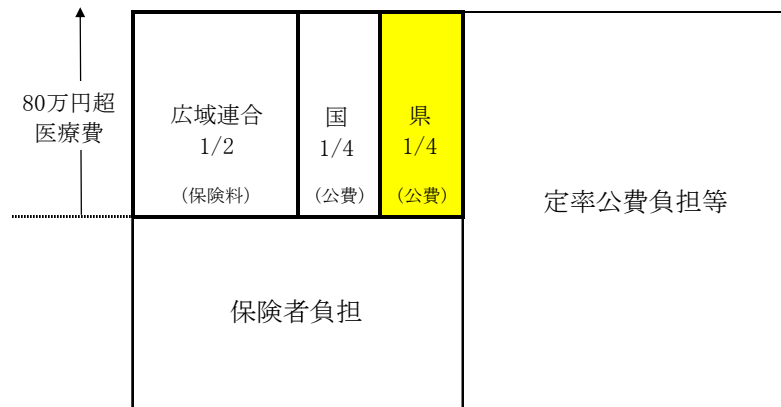 80万円超
医療費
広域連合
1/2
(保険料)
国
1/4
(公費)
県
1/4
(公費)
定率公費負担等
保険者負担